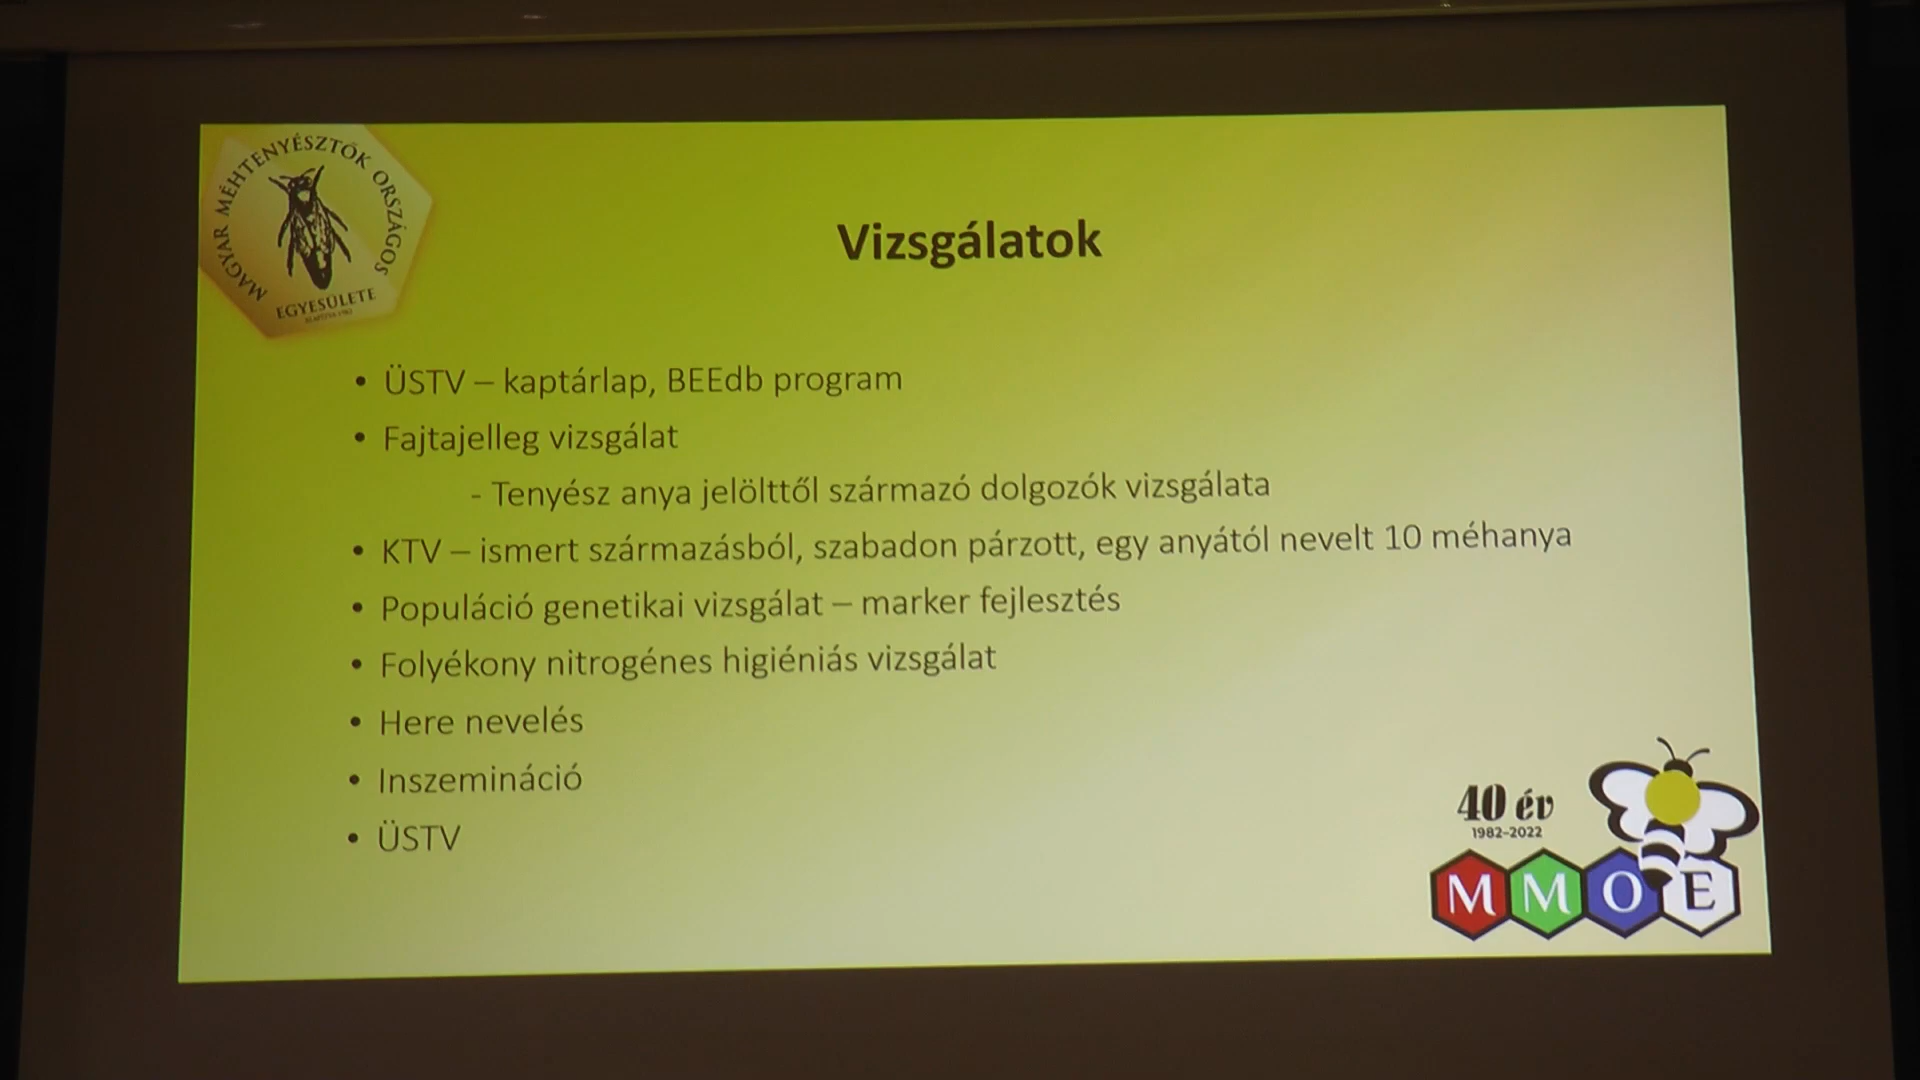 MAGYAR MÉHTENYÉSZTŐK ORSZÁGOS
EGYESÜLETE
Vizsgálatok
• ÜSTV – kaptárlap, BEEdb program
• Fajtajelleg vizsgálat
- Tenyész anya jelölttől származó dolgozók vizsgálata
• KTV – ismert származásból, szabadon párzott, egy anyától nevelt 10 méhanya
• Populáció genetikai vizsgálat – marker fejlesztés
• Folyékony nitrogénes higiéniás vizsgálat
• Here nevelés
• Inszemináció
• ÜSTV
40 év
1982-2022
MMOE